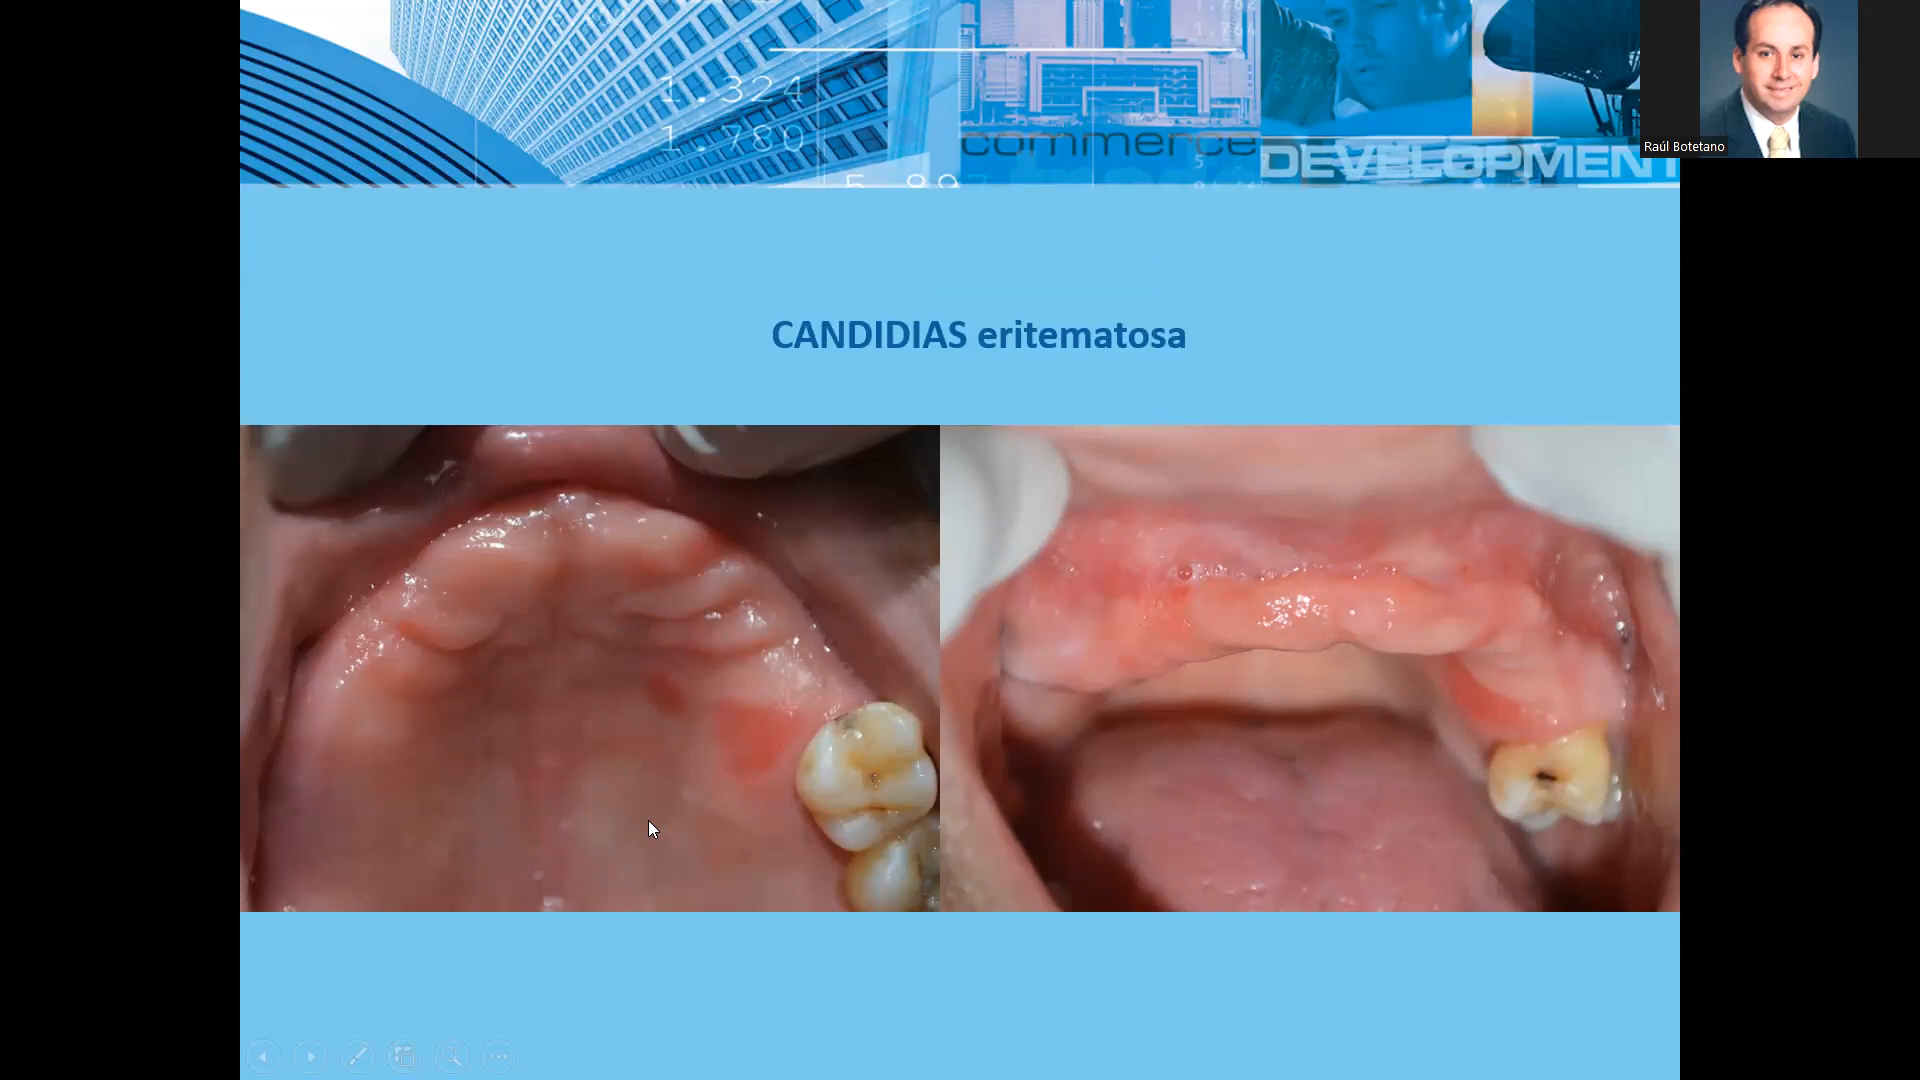 1.324
1.780
commerce
DEVELOPMENT
Raúl Botetano
CANDIDIAS eritematosa